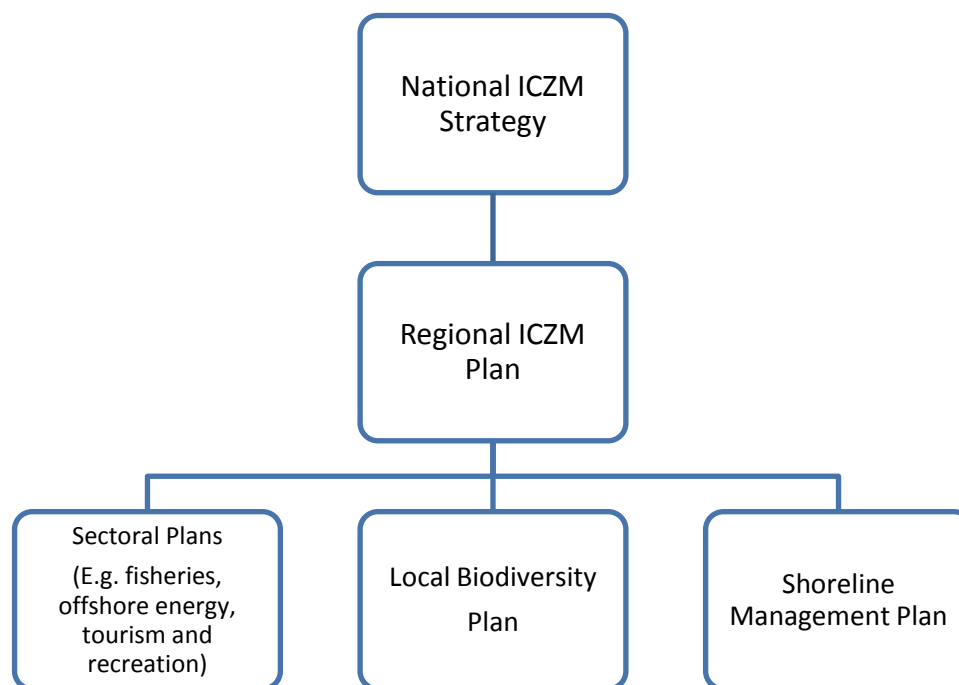 National ICZM
Strategy
Regional ICZM
Plan
Sectoral Plans
(E.g. fisheries,
offshore energy,
tourism and
recreation)
Local Biodiversity
Plan
Shoreline
Management Plan